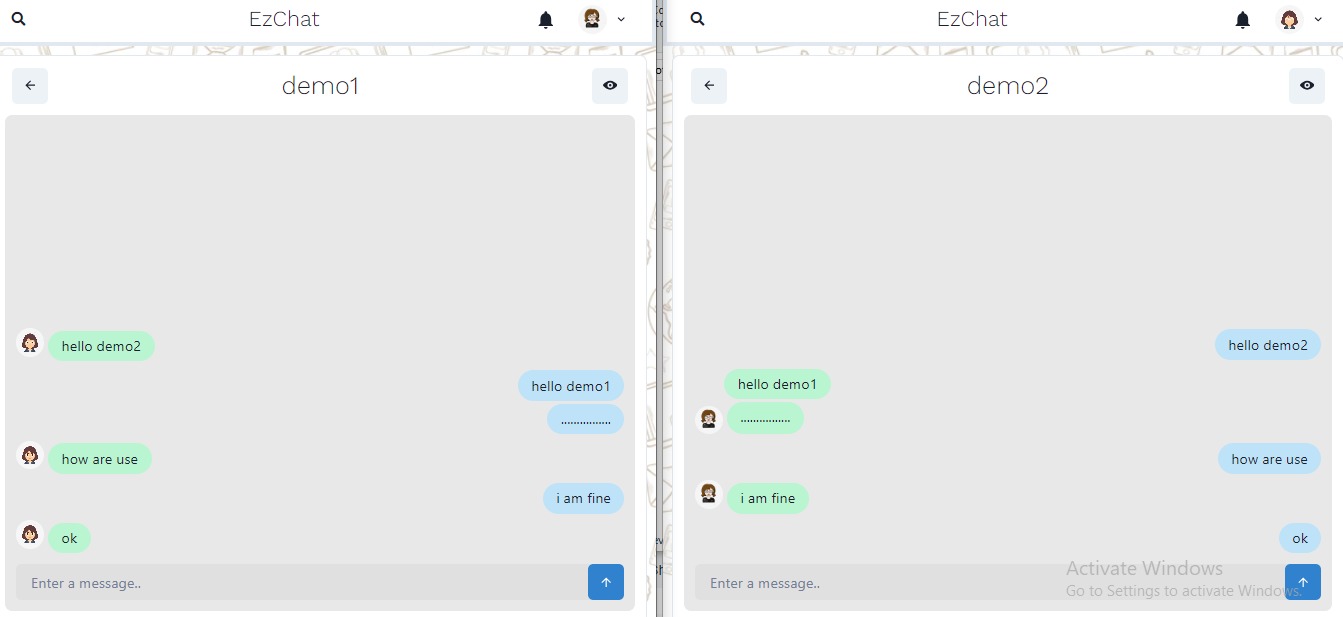 EzChat
demo1
hello demo2
hello demo1
................
how are use
i am fine
ok
Enter a message..
EzChat
demo2
hello demo2
hello demo1
................
how are use
i am fine
ok
Enter a message..
Activate Windows
Go to Settings to activate Windows.